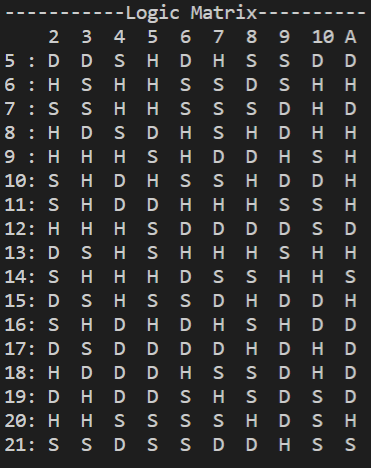 -----------Logic Matrix----------
2 3 4 5 6 7 8 9 10 A
5 : D D S H D H S S D D
6 : H S H H S S D S H H
7 : S S H H S S S D H D
8 : H D S D H S H D H H
9 : H H H S H D D H S H
10: S H D H S S H D D H
11: S H D D H H H S S H
12: H H H S D D D D S D
13: D S H S H H H S H H
14: S H H H D S S H H S
15: D S H S S D H D D H
16: S H D H D H S H D D
17: D S D D D D H D H D
18: H D D D H S S D H D
19: D H D D S H S D S D
20: H H S S S S H D S H
21: S S D S S D D H S S